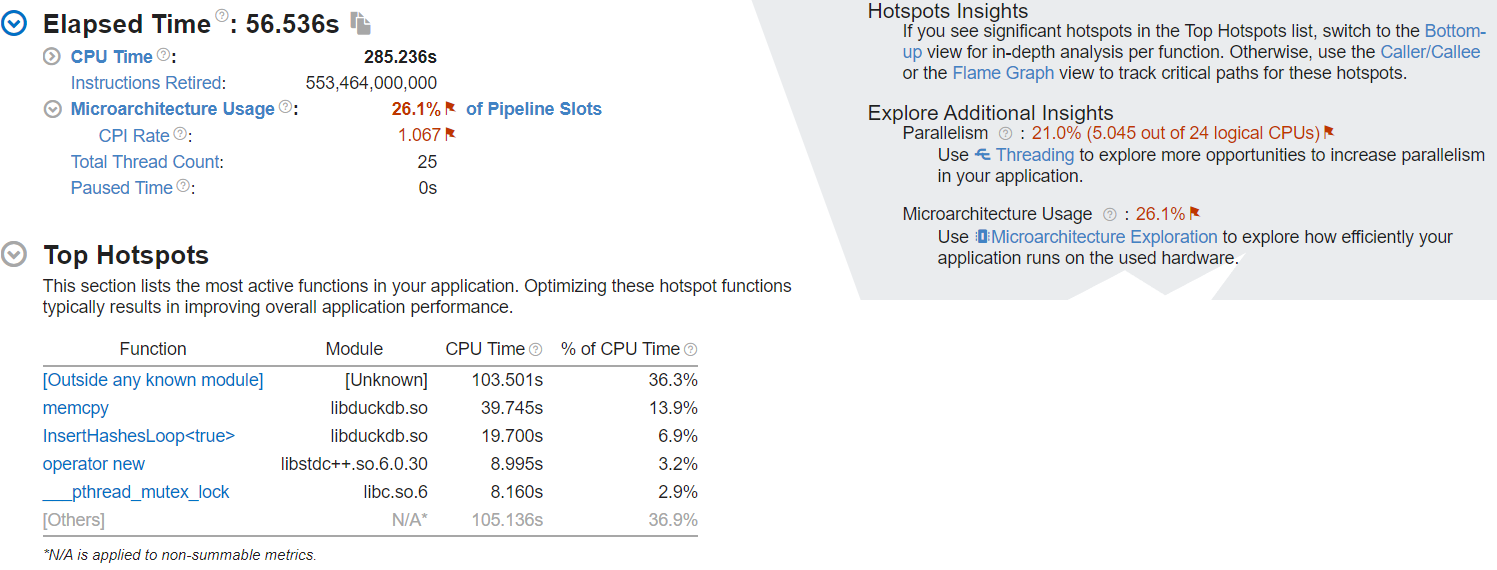 Elapsed Time ?: 56.536s
CPU Time ?: 285.236s
Instructions Retired: 553,464,000,000
Microarchitecture Usage ?: 26.1% of Pipeline Slots
CPI Rate ?: 1.067
Total Thread Count: 25
Paused Time ?: 0s
Top Hotspots
This section lists the most active functions in your application. Optimizing these hotspot functions
typically results in improving overall application performance.
Function Module CPU Time ? % of CPU Time ?
[Outside any known module] [Unknown] 103.501s 36.3%
memcpy libduckdb.so 39.745s 13.9%
InsertHashesLoop<true> libduckdb.so 19.700s 6.9%
operator new libstdc++.so.6.0.30 8.995s 3.2%
___pthread_mutex_lock libc.so.6 8.160s 2.9%
[Others] N/A* 105.136s 36.9%
*N/A is applied to non-summable metrics.
Hotspots Insights
If you see significant hotspots in the Top Hotspots list, switch to the Bottom-
up view for in-depth analysis per function. Otherwise, use the Caller/Callee
or the Flame Graph view to track critical paths for these hotspots.
Explore Additional Insights
Parallelism ? : 21.0% (5.045 out of 24 logical CPUs)
Use Threading to explore more opportunities to increase parallelism
in your application.
Microarchitecture Usage ? : 26.1%
Use Microarchitecture Exploration to explore how efficiently your
application runs on the used hardware.